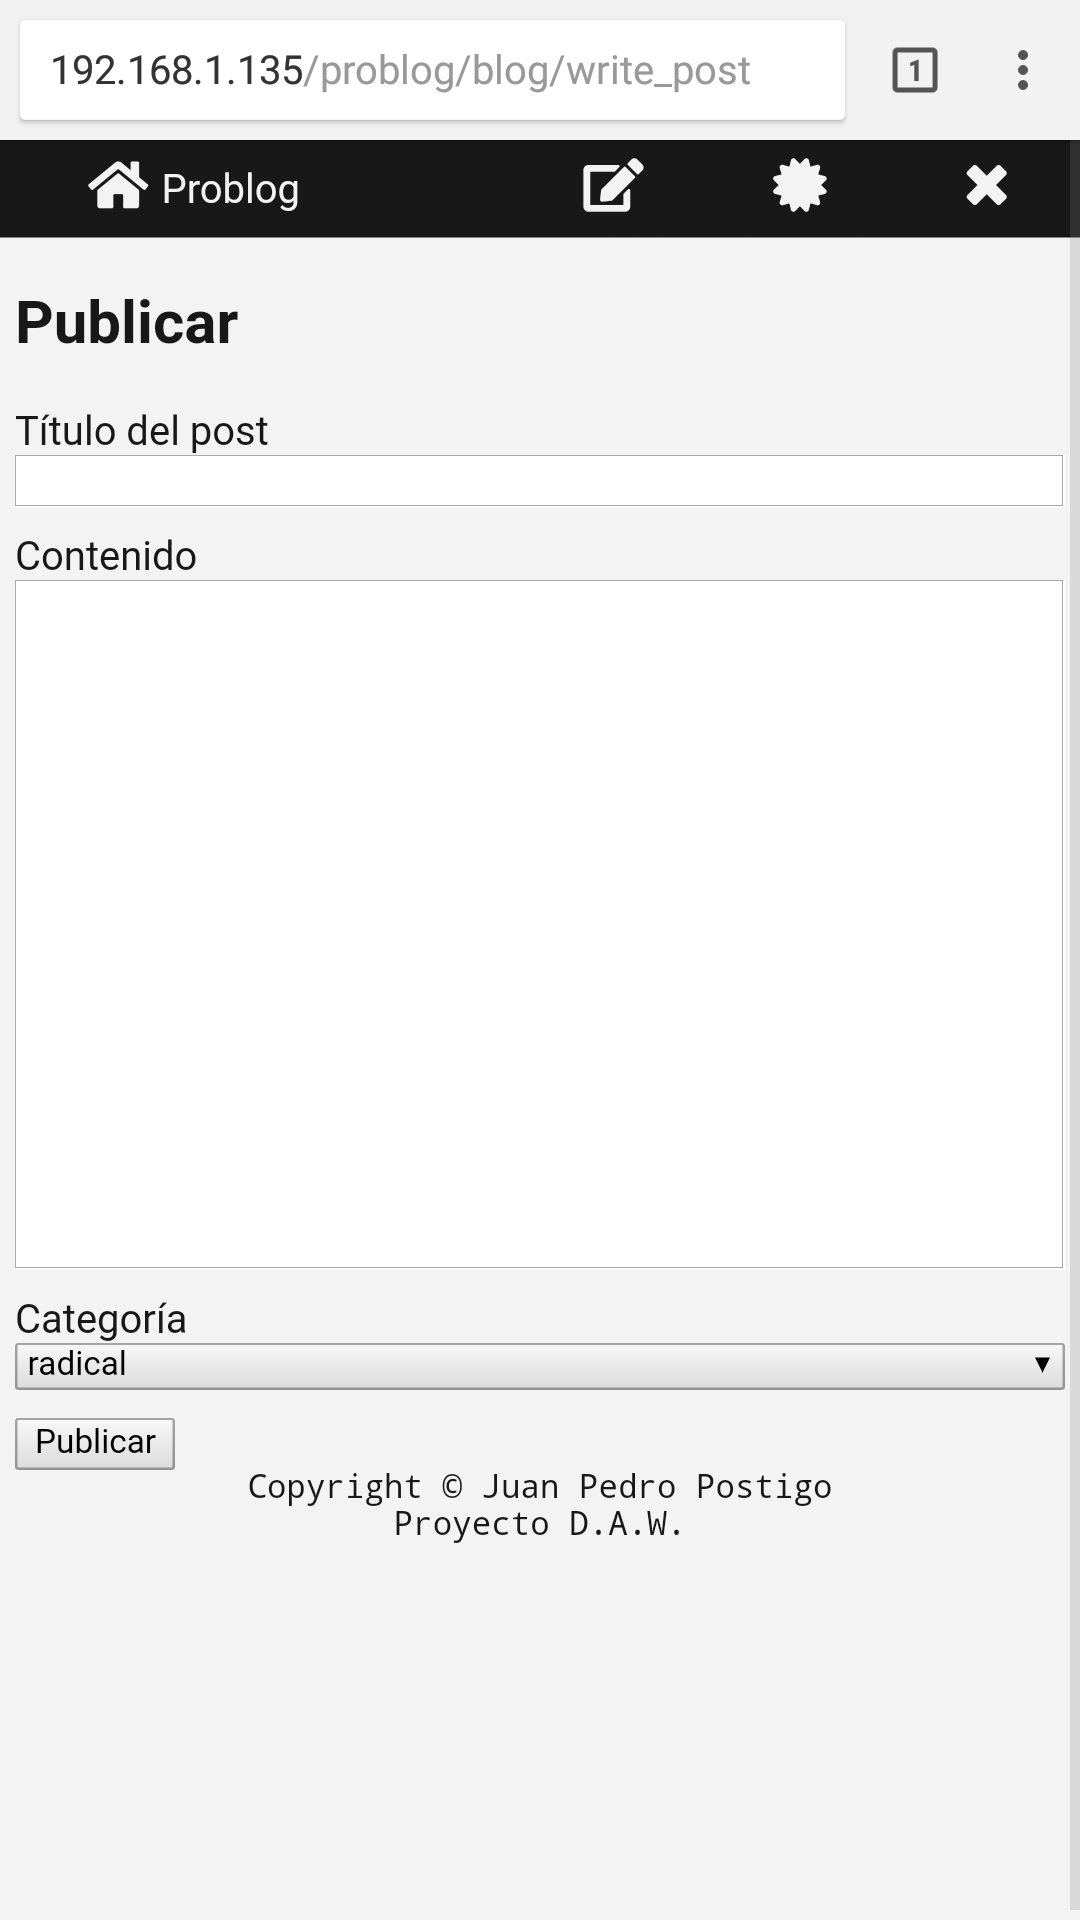 192.168.1.135/problog/blog/write_post
1
Problog
Publicar
Título del post
Contenido
Categoría
radical
Publicar
Copyright © Juan Pedro Postigo
Proyecto D.A.W.